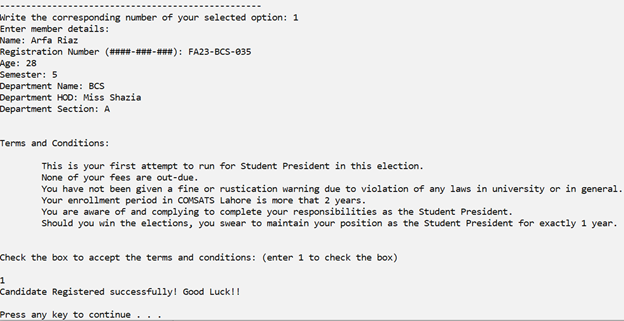 ------------------------------------------------
Write the corresponding number of your selected option: 1
Enter member details:
Name: Arfa Riaz
Registration Number (####-###-###): FA23-BCS-035
Age: 28
Semester: 5
Department Name: BCS
Department HOD: Miss Shazia
Department Section: A
Terms and Conditions:
This is your first attempt to run for Student President in this election.
None of your fees are out-due.
You have not been given a fine or rustication warning due to violation of any laws in university or in general.
Your enrollment period in COMSATS Lahore is more that 2 years.
You are aware of and complying to complete your responsibilities as the Student President.
Should you win the elections, you swear to maintain your position as the Student President for exactly 1 year.
Check the box to accept the terms and conditions: (enter 1 to check the box)
1
Candidate Registered successfully! Good Luck!!
Press any key to continue . . .